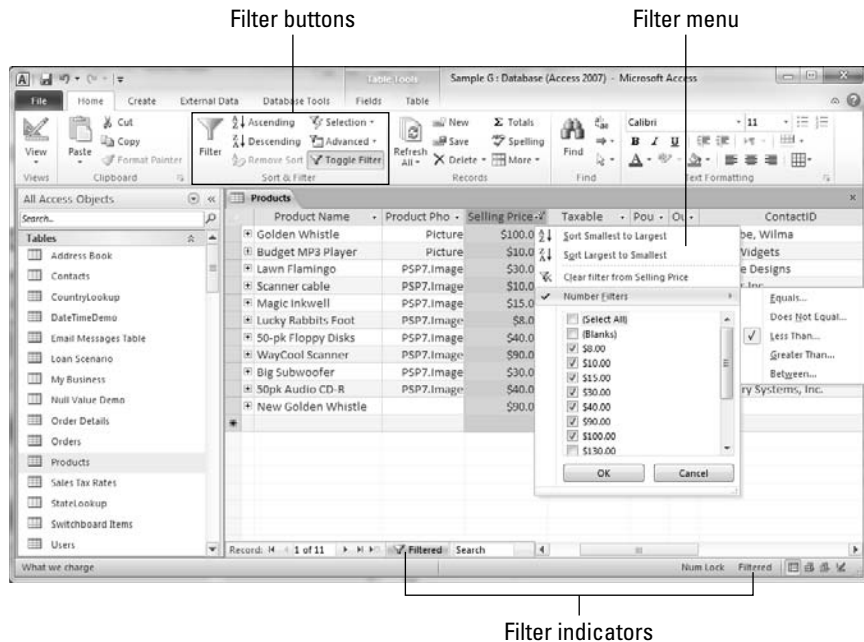 Filter buttons
Filter menu
Table Tools
Sample G : Database (Access 2007) - Microsoft Access
File Home Create External Data Database Tools Fields Table
View
Views
Paste
Cut
Copy
Format Painter
Clipboard
Filter
Ascending
Descending
Remove Sort
Selection
Advanced
Toggle Filter
Sort & Filter
Refresh All
New
Save
Delete
Totals
Spelling
More
Records
Find
Find
Calibri 11
B I U
A
Text Formatting
All Access Objects
Search..
Tables
Address Book
Contacts
CountryLookup
DateTimeDemo
Email Messages Table
Loan Scenario
My Business
Null Value Demo
Order Details
Orders
Products
Sales Tax Rates
StateLookup
Switchboard Items
Users
Products
Product Name Product Pho Selling Price Taxable Pou Ou ContactID
Golden Whistle Picture $100.0 be, Wilma
Budget MP3 Player Picture $10.0 Widgets
Lawn Flamingo PSP7.Image $30.0 e Designs
Scanner cable PSP7.Image $10.0
Magic Inkwell PSP7.Image $15.0
Lucky Rabbits Foot PSP7.Image $8.0
50-pk Floppy Disks PSP7.Image $40.0
WayCool Scanner PSP7.Image $90.0
Big Subwoofer PSP7.Image $30.0
50pk Audio CD-R PSP7.Image $40.0 ry Systems, Inc.
New Golden Whistle $90.0
Sort Smallest to Largest
Sort Largest to Smallest
Clear filter from Selling Price
Number Filters
(Select All)
(Blanks)
$8.00
$10.00
$15.00
$30.00
$40.00
$90.00
$100.00
$130.00
OK Cancel
Equals...
Does Not Equal...
Less Than...
Greater Than...
Between...
Record: 1 of 11 Filtered Search
What we charge Num Lock Filtered
Filter indicators